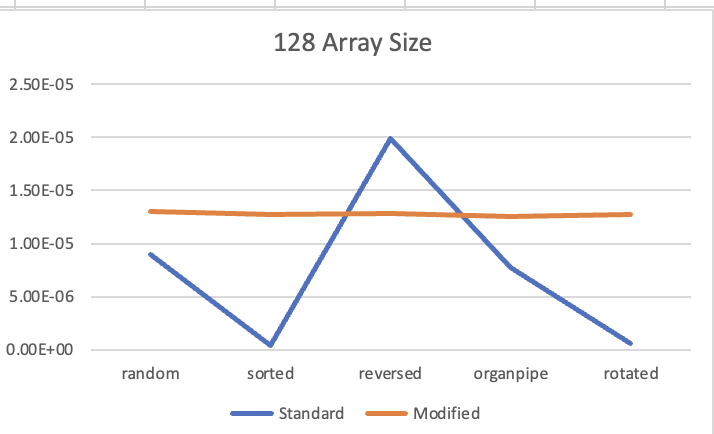 128 Array Size
2.50E-05
2.00E-05
1.50E-05
1.00E-05
5.00E-06
0.00E+00
random sorted reversed organpipe rotated
Standard Modified